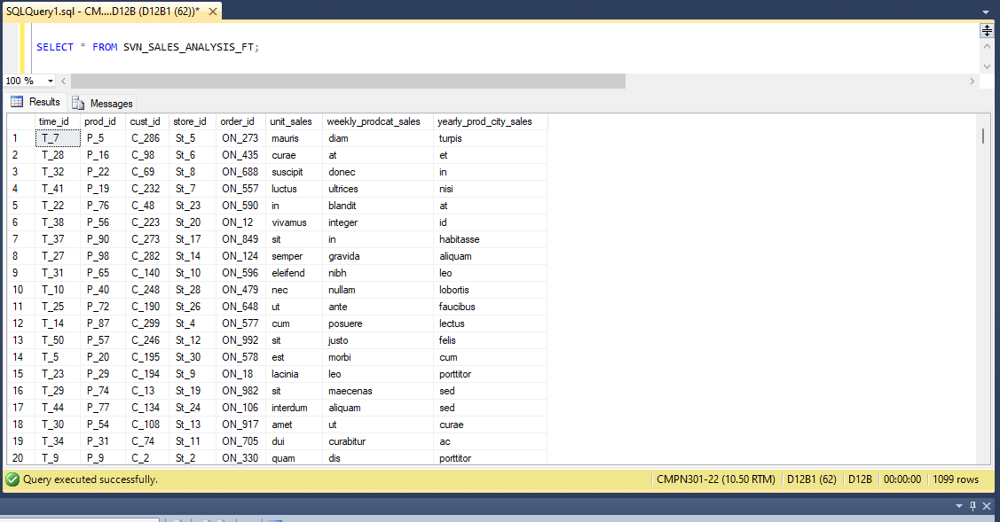 SQLQuery1.sql - CM....D12B (D12B1 (62))*
SELECT * FROM SVN_SALES_ANALYSIS_FT;
100 %
Results Messages
time_id prod_id cust_id store_id order_id unit_sales weekly_prodcat_sales yearly_prod_city_sales
1 T_7 P_5 C_286 St_5 ON_273 mauris diam turpis
2 T_28 P_16 C_98 St_6 ON_435 curae at et
3 T_32 P_22 C_69 St_8 ON_688 suscipit donec in
4 T_41 P_19 C_232 St_7 ON_557 luctus ultrices nisi
5 T_22 P_76 C_48 St_23 ON_590 in blandit at
6 T_38 P_56 C_223 St_20 ON_12 vivamus integer id
7 T_37 P_90 C_273 St_17 ON_849 sit in habitasse
8 T_27 P_98 C_282 St_14 ON_124 semper gravida aliquam
9 T_31 P_65 C_140 St_10 ON_596 eleifend nibh leo
10 T_10 P_40 C_248 St_28 ON_479 nec nullam lobortis
11 T_25 P_72 C_190 St_26 ON_648 ut ante faucibus
12 T_14 P_87 C_299 St_4 ON_577 cum posuere lectus
13 T_50 P_57 C_246 St_12 ON_992 sit justo felis
14 T_5 P_20 C_195 St_30 ON_578 est morbi cum
15 T_23 P_29 C_194 St_9 ON_18 lacinia leo porttitor
16 T_29 P_74 C_13 St_19 ON_982 sit maecenas sed
17 T_44 P_77 C_134 St_24 ON_106 interdum aliquam sed
18 T_30 P_54 C_108 St_13 ON_917 amet ut curae
19 T_34 P_31 C_74 St_11 ON_705 dui curabitur ac
20 T_9 P_9 C_2 St_2 ON_330 quam dis porttitor
Query executed successfully. CMPN301-22 (10.50 RTM) D12B1 (62) D12B 00:00:00 1099 rows